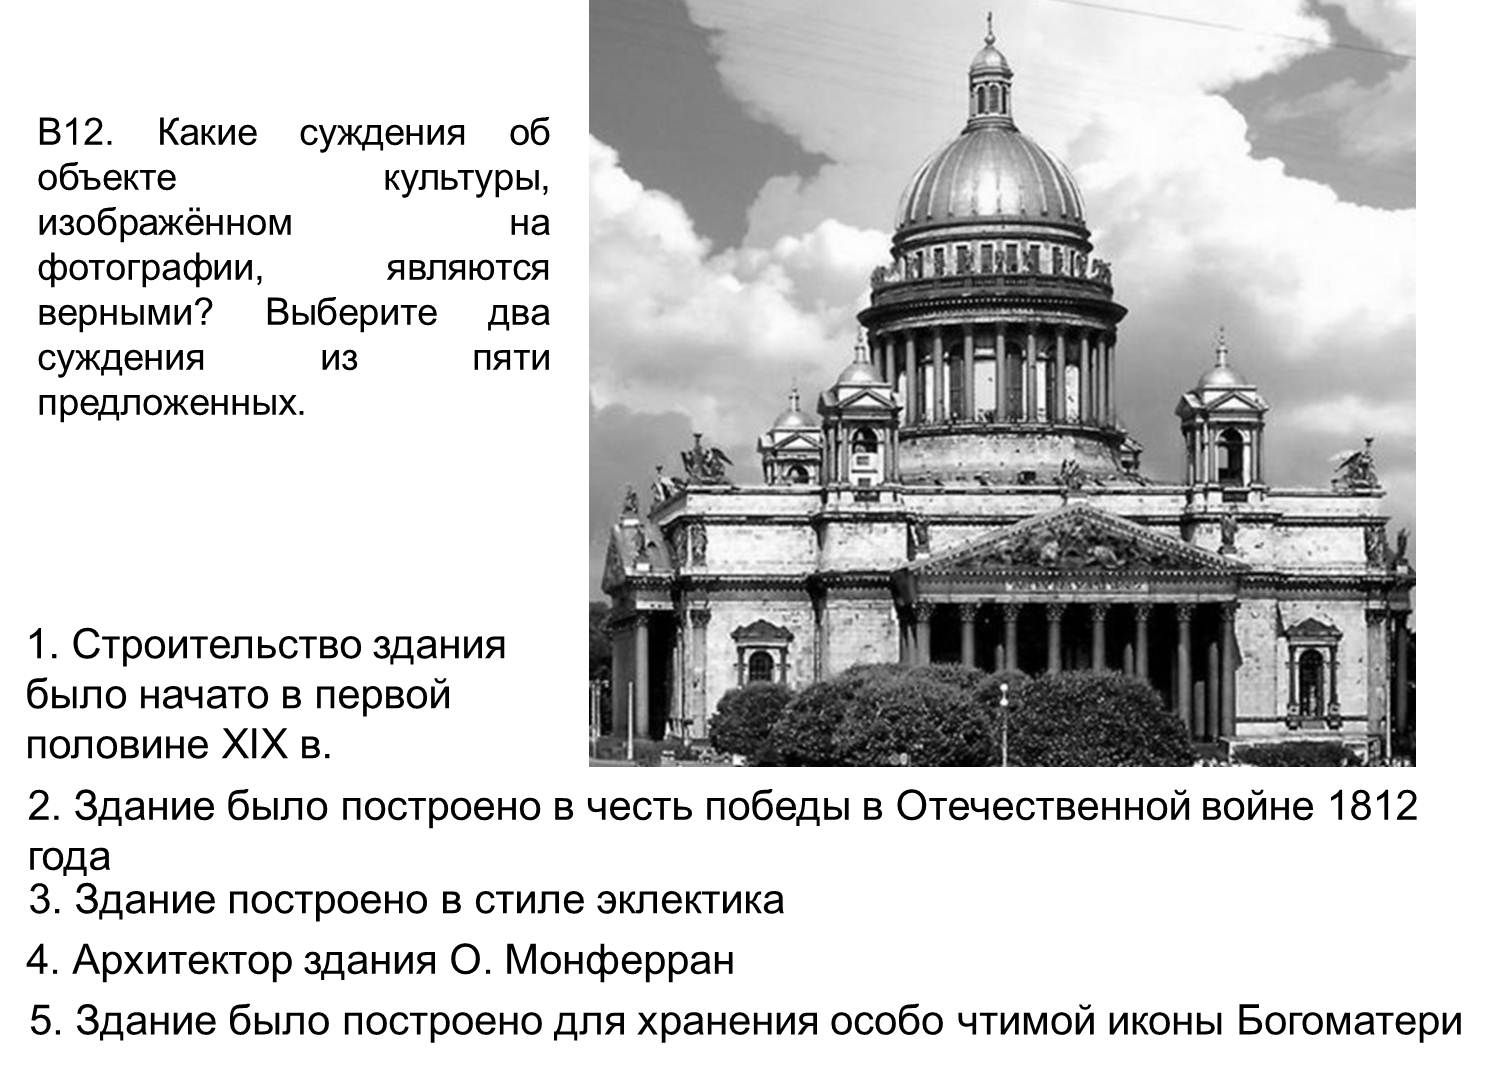 В12. Какие суждения об
объекте культуры,
изображённом на
фотографии, являются
верными? Выберите два
суждения из пяти
предложенных.
1. Строительство здания
было начато в первой
половине XIX в.
2. Здание было построено в честь победы в Отечественной войне 1812
года
3. Здание построено в стиле эклектика
4. Архитектор здания О. Монферран
5. Здание было построено для хранения особо чтимой иконы Богоматери